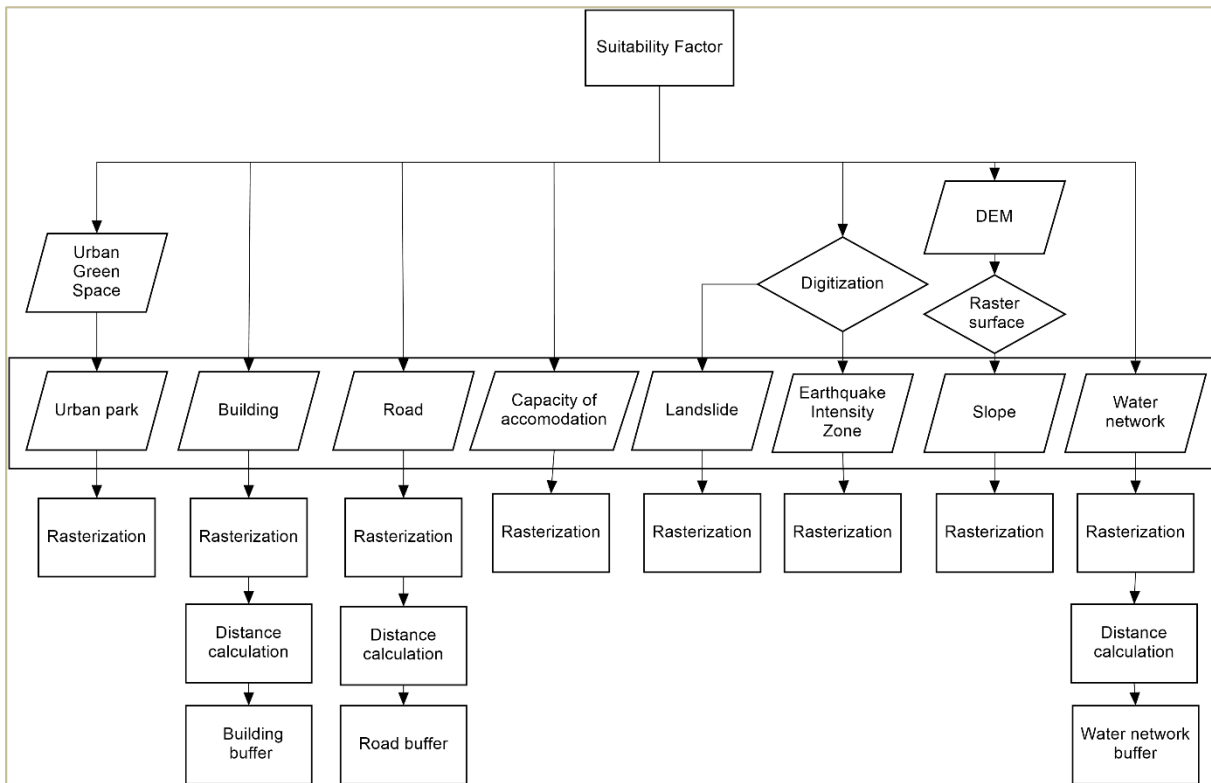 Suitability Factor
DEM
Urban
Green
Space
Digitization
Raster
surface
Urban park
Building
Road
Capacity of
accomodation
Landslide
Earthquake
Intensity
Zone
Slope
Water
network
Rasterization
Rasterization
Rasterization
Rasterization
Rasterization
Rasterization
Rasterization
Rasterization
Distance
calculation
Distance
calculation
Distance
calculation
Building
buffer
Road buffer
Water network
buffer